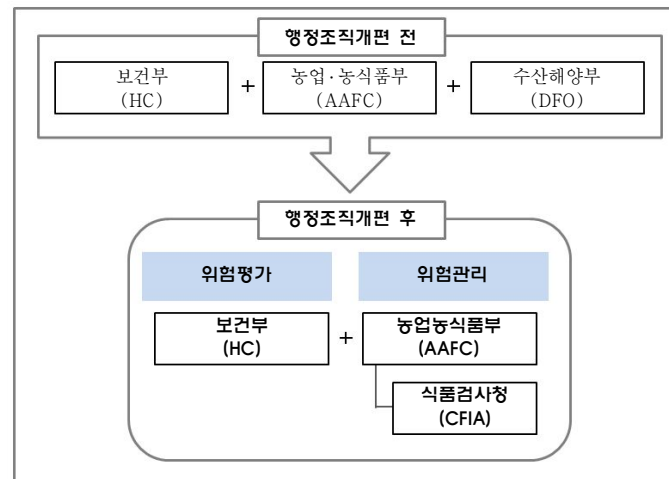 행정조직개편 전
보건부 + 농업·농식품부 + 수산해양부
(HC) (AAFC) (DFO)
행정조직개편 후
위험평가 위험관리
보건부 + 농업농식품부
(HC) (AAFC)
식품검사청
(CFIA)